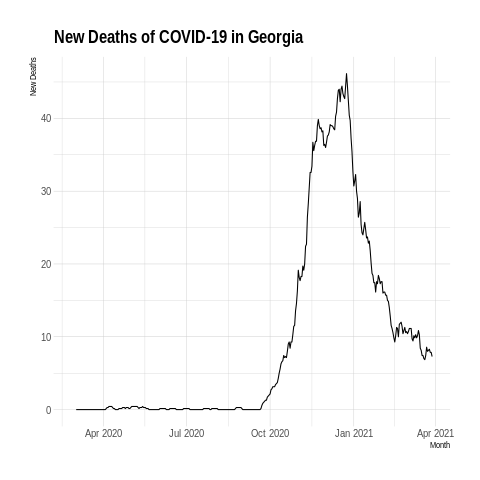 New Deaths of COVID-19 in Georgia
New Deaths
40
30
20
10
0
Apr 2020 Jul 2020 Oct 2020 Jan 2021 Apr 2021
Month